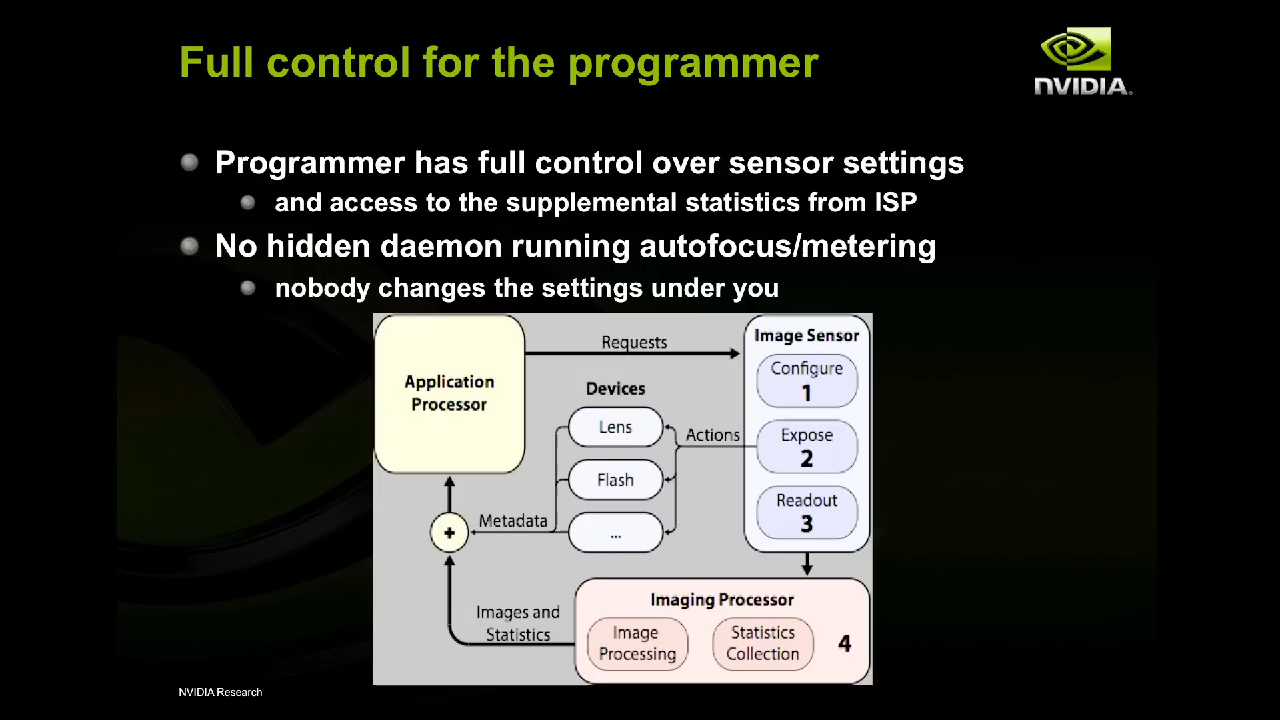 Full control for the programmer
NVIDIA.
Programmer has full control over sensor settings
and access to the supplemental statistics from ISP
No hidden daemon running autofocus/metering
nobody changes the settings under you
Application
Processor
Requests
Image Sensor
Configure
1
Expose
2
Readout
3
Devices
Lens
Flash
...
Actions
Metadata
+
Images and
Statistics
Imaging Processor
Image
Processing
Statistics
Collection
4
NVIDIA Research